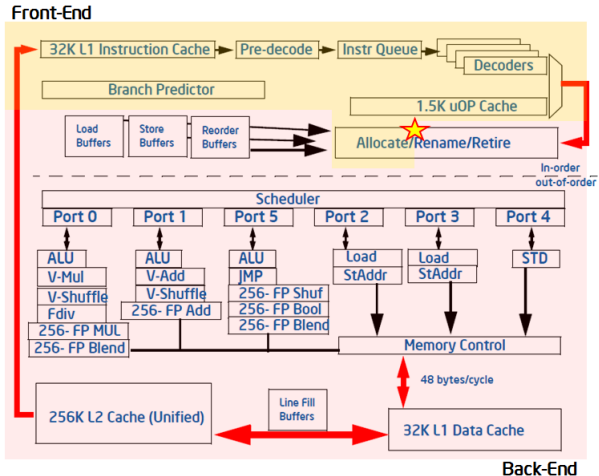 Front-End
32K L1 Instruction Cache
Pre-decode
Instr Queue
Decoders
Branch Predictor
1.5K uOP Cache
Load
Buffers
Store
Buffers
Reorder
Buffers
Allocate/Rename/Retire
In-order
out-of-order
Scheduler
Port 0
Port 1
Port 5
Port 2
Port 3
Port 4
ALU
V-Mul
V-Shuffle
Fdiv
256- FP MUL
256- FP Blend
ALU
V-Add
V-Shuffle
256- FP Add
ALU
JMP
256- FP Shuf
256- FP Bool
256- FP Blend
Load
StAddr
Load
StAddr
STD
Memory Control
48 bytes/cycle
256K L2 Cache (Unified)
Line Fill
Buffers
32K L1 Data Cache
Back-End